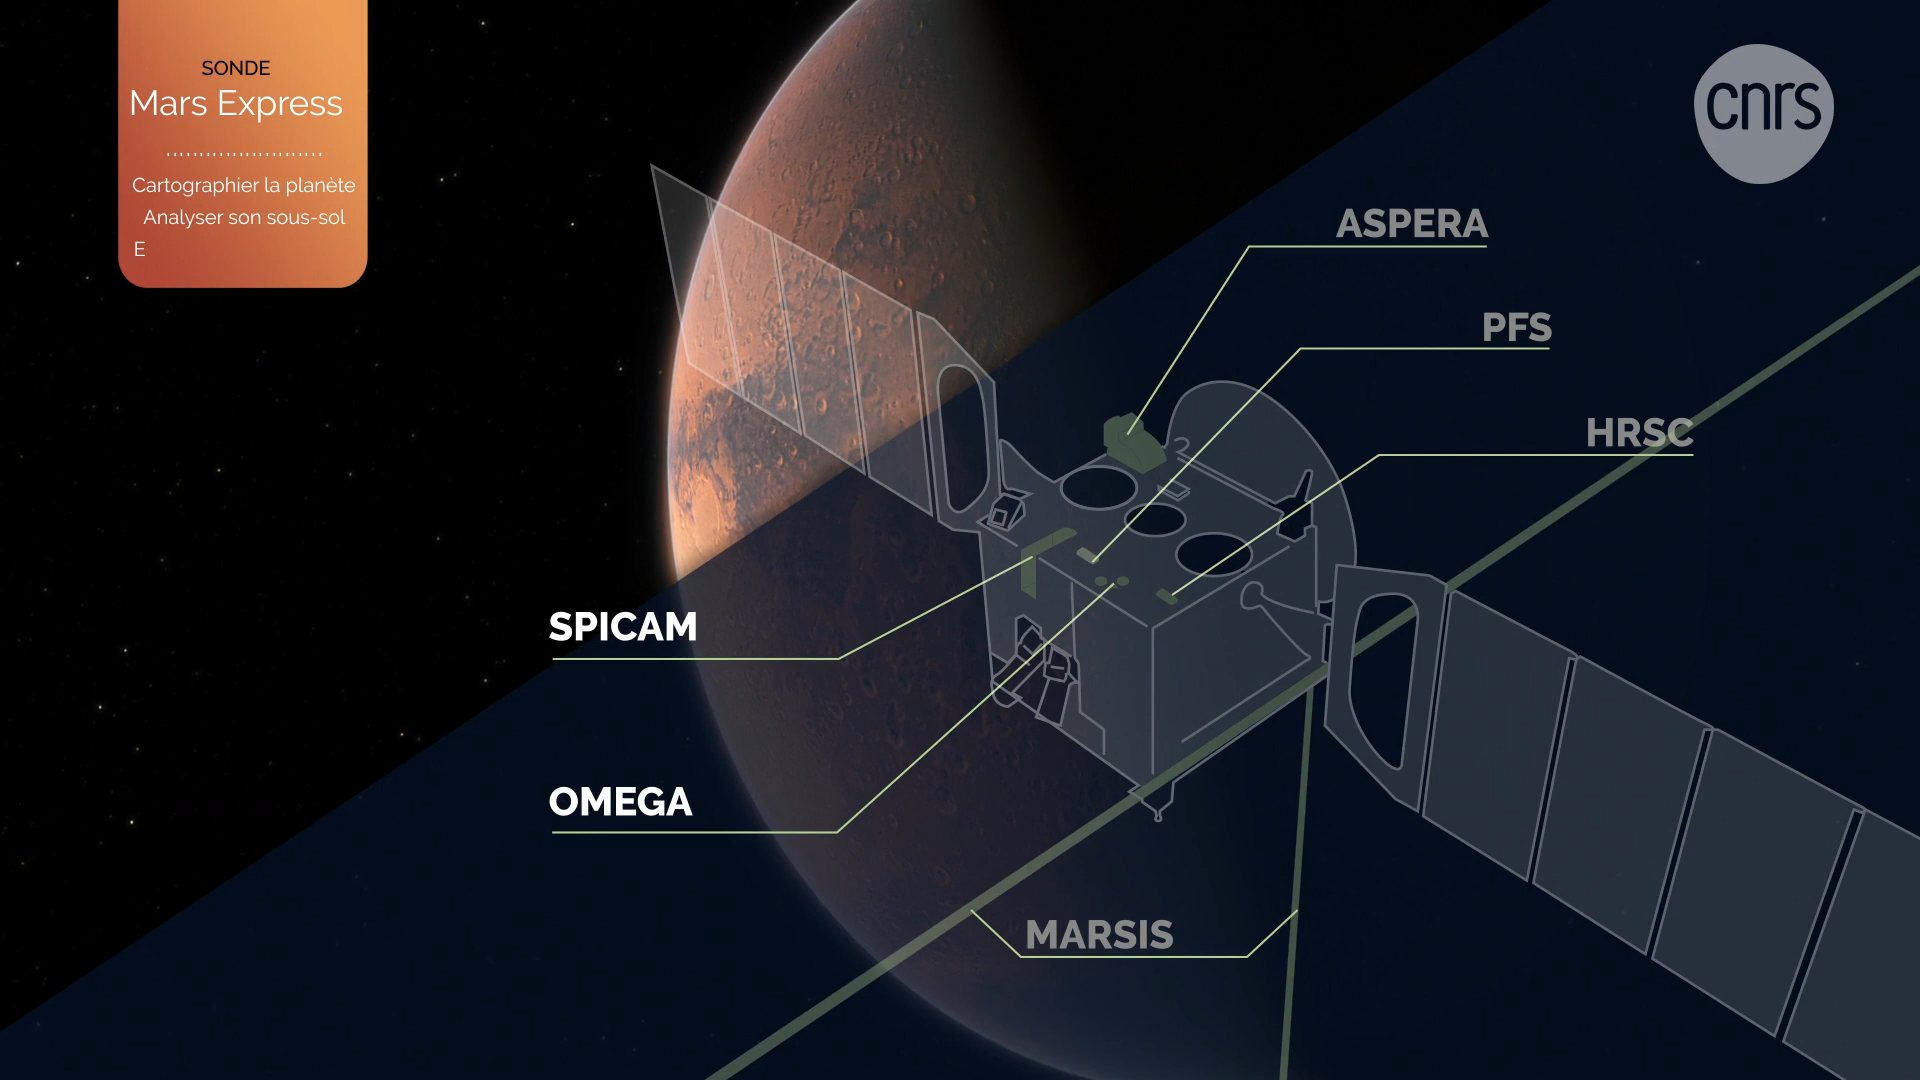 SONDE
Mars Express
Cartographier la planète
Analyser son sous-sol
E
cnrs
ASPERA
PFS
HRSC
SPICAM
OMEGA
MARSIS